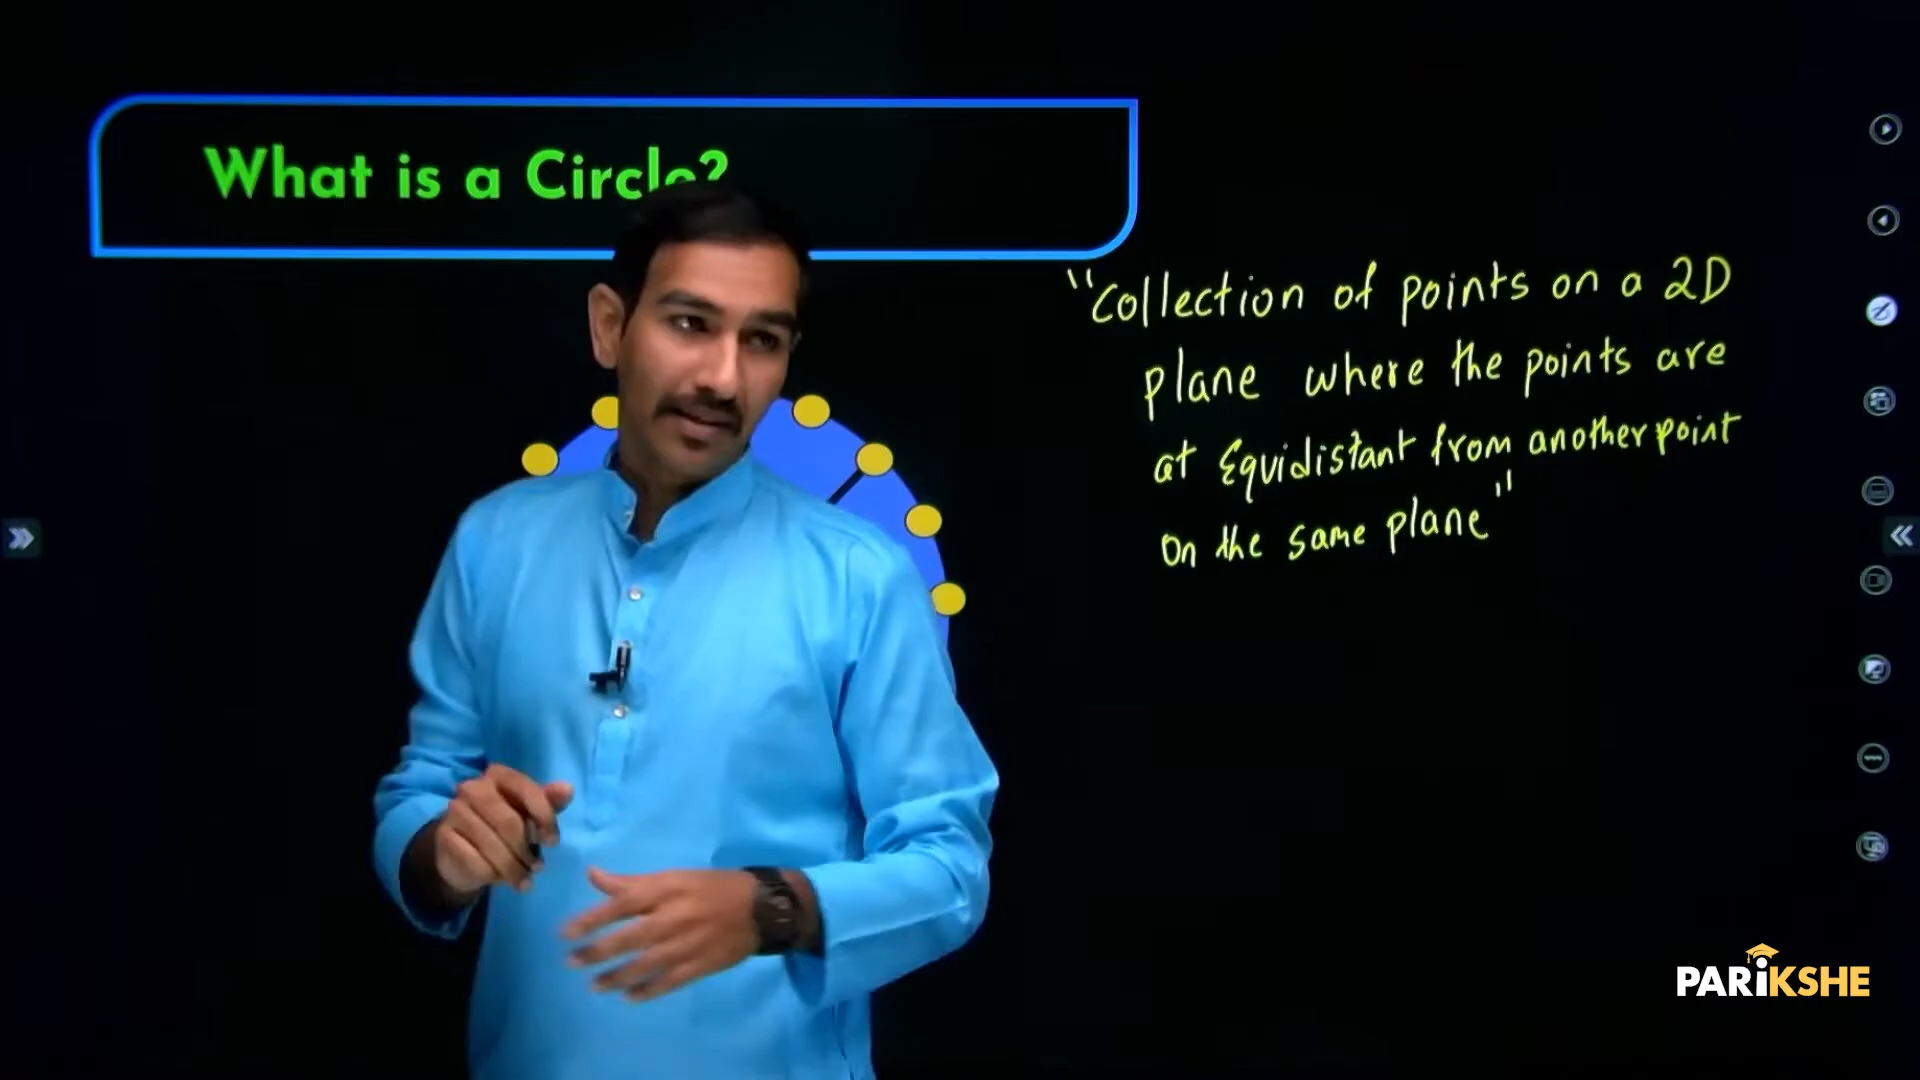 What is a Circle?
"Collection of points on a 2D
plane where the points are
at Equidistant from another point
on the same plane"
PARiKSHE